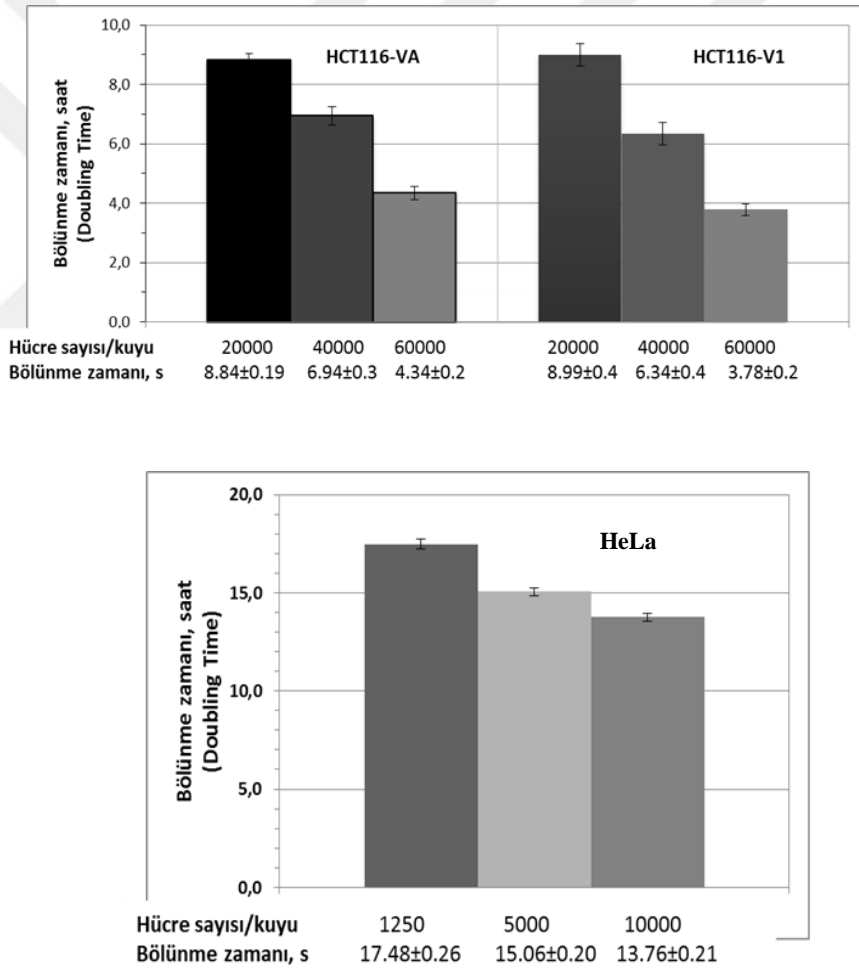 10,0
8,0
6,0
4,0
2,0
0,0
Bölünme zamanı, saat
(Doubling Time)
HCT116-VA
HCT116-V1
Hücre sayısı/kuyu 20000 40000 60000 20000 40000 60000
Bölünme zamanı, s 8.84±0.19 6.94±0.3 4.34±0.2 8.99±0.4 6.34±0.4 3.78±0.2
20,0
15,0
10,0
5,0
0,0
Bölünme zamanı, saat
(Doubling Time)
HeLa
Hücre sayısı/kuyu 1250 5000 10000
Bölünme zamanı, s 17.48±0.26 15.06±0.20 13.76±0.21